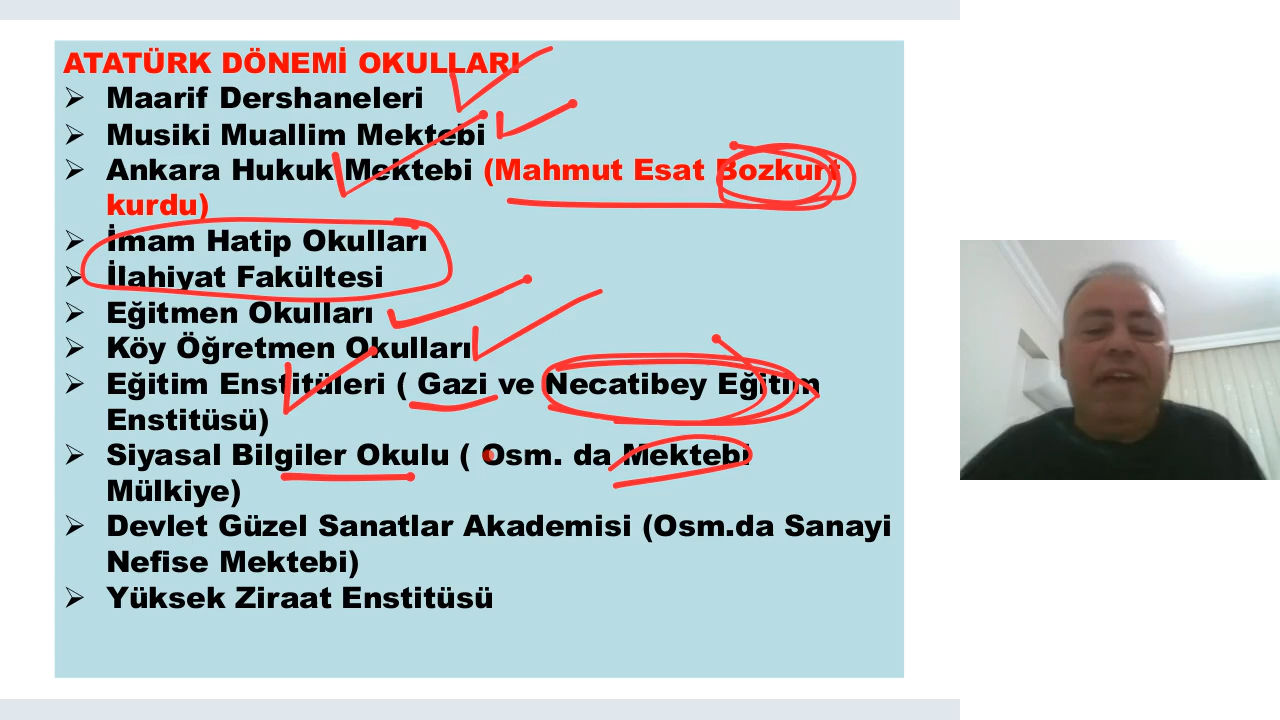 ATATÜRK DÖNEMİ OKULLARI
➢ Maarif Dershaneleri
➢ Musiki Muallim Mektebi
➢ Ankara Hukuk Mektebi (Mahmut Esat Bozkurt
kurdu)
➢ İmam Hatip Okulları
➢ İlahiyat Fakültesi
➢ Eğitmen Okulları
➢ Köy Öğretmen Okulları
➢ Eğitim Enstitüleri ( Gazi ve Necatibey Eğitim
Enstitüsü)
➢ Siyasal Bilgiler Okulu ( Osm. da Mektebi
Mülkiye)
➢ Devlet Güzel Sanatlar Akademisi (Osm.da Sanayi
Nefise Mektebi)
➢ Yüksek Ziraat Enstitüsü